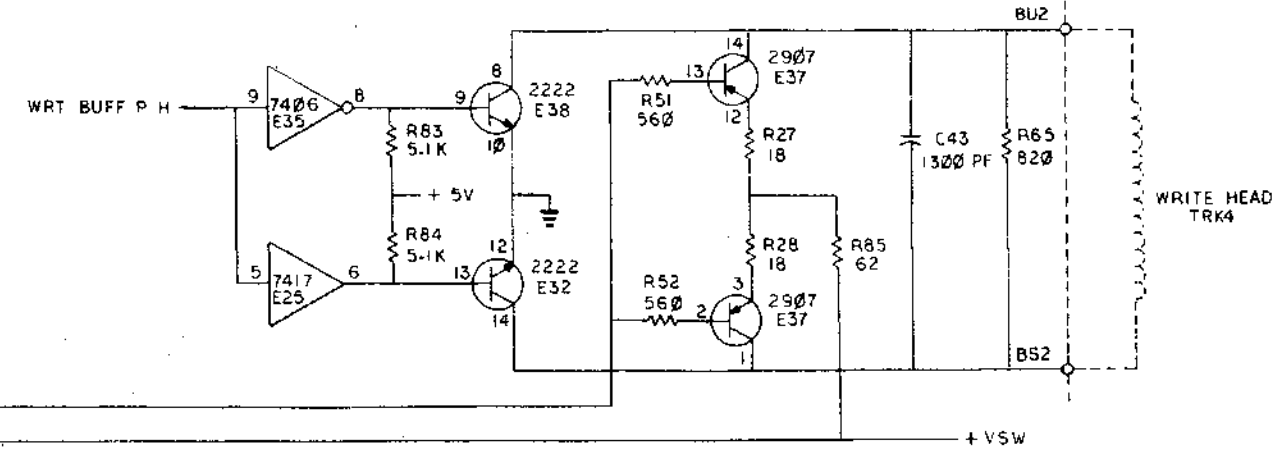 BU2
14
2907
E37
8
2222
E38
13
R51
560
WRT BUFF P H
9
7406
E35
8
9
10
12
R83
5.1K
R27
18
C43
1300 PF
R65
820
+ 5V
WRITE HEAD
TRK4
R84
5.1K
12
2222
E32
R28
18
R85
62
5
7417
E25
6
13
14
R52
560
3
2907
E37
2
1
BS2
+ VSW